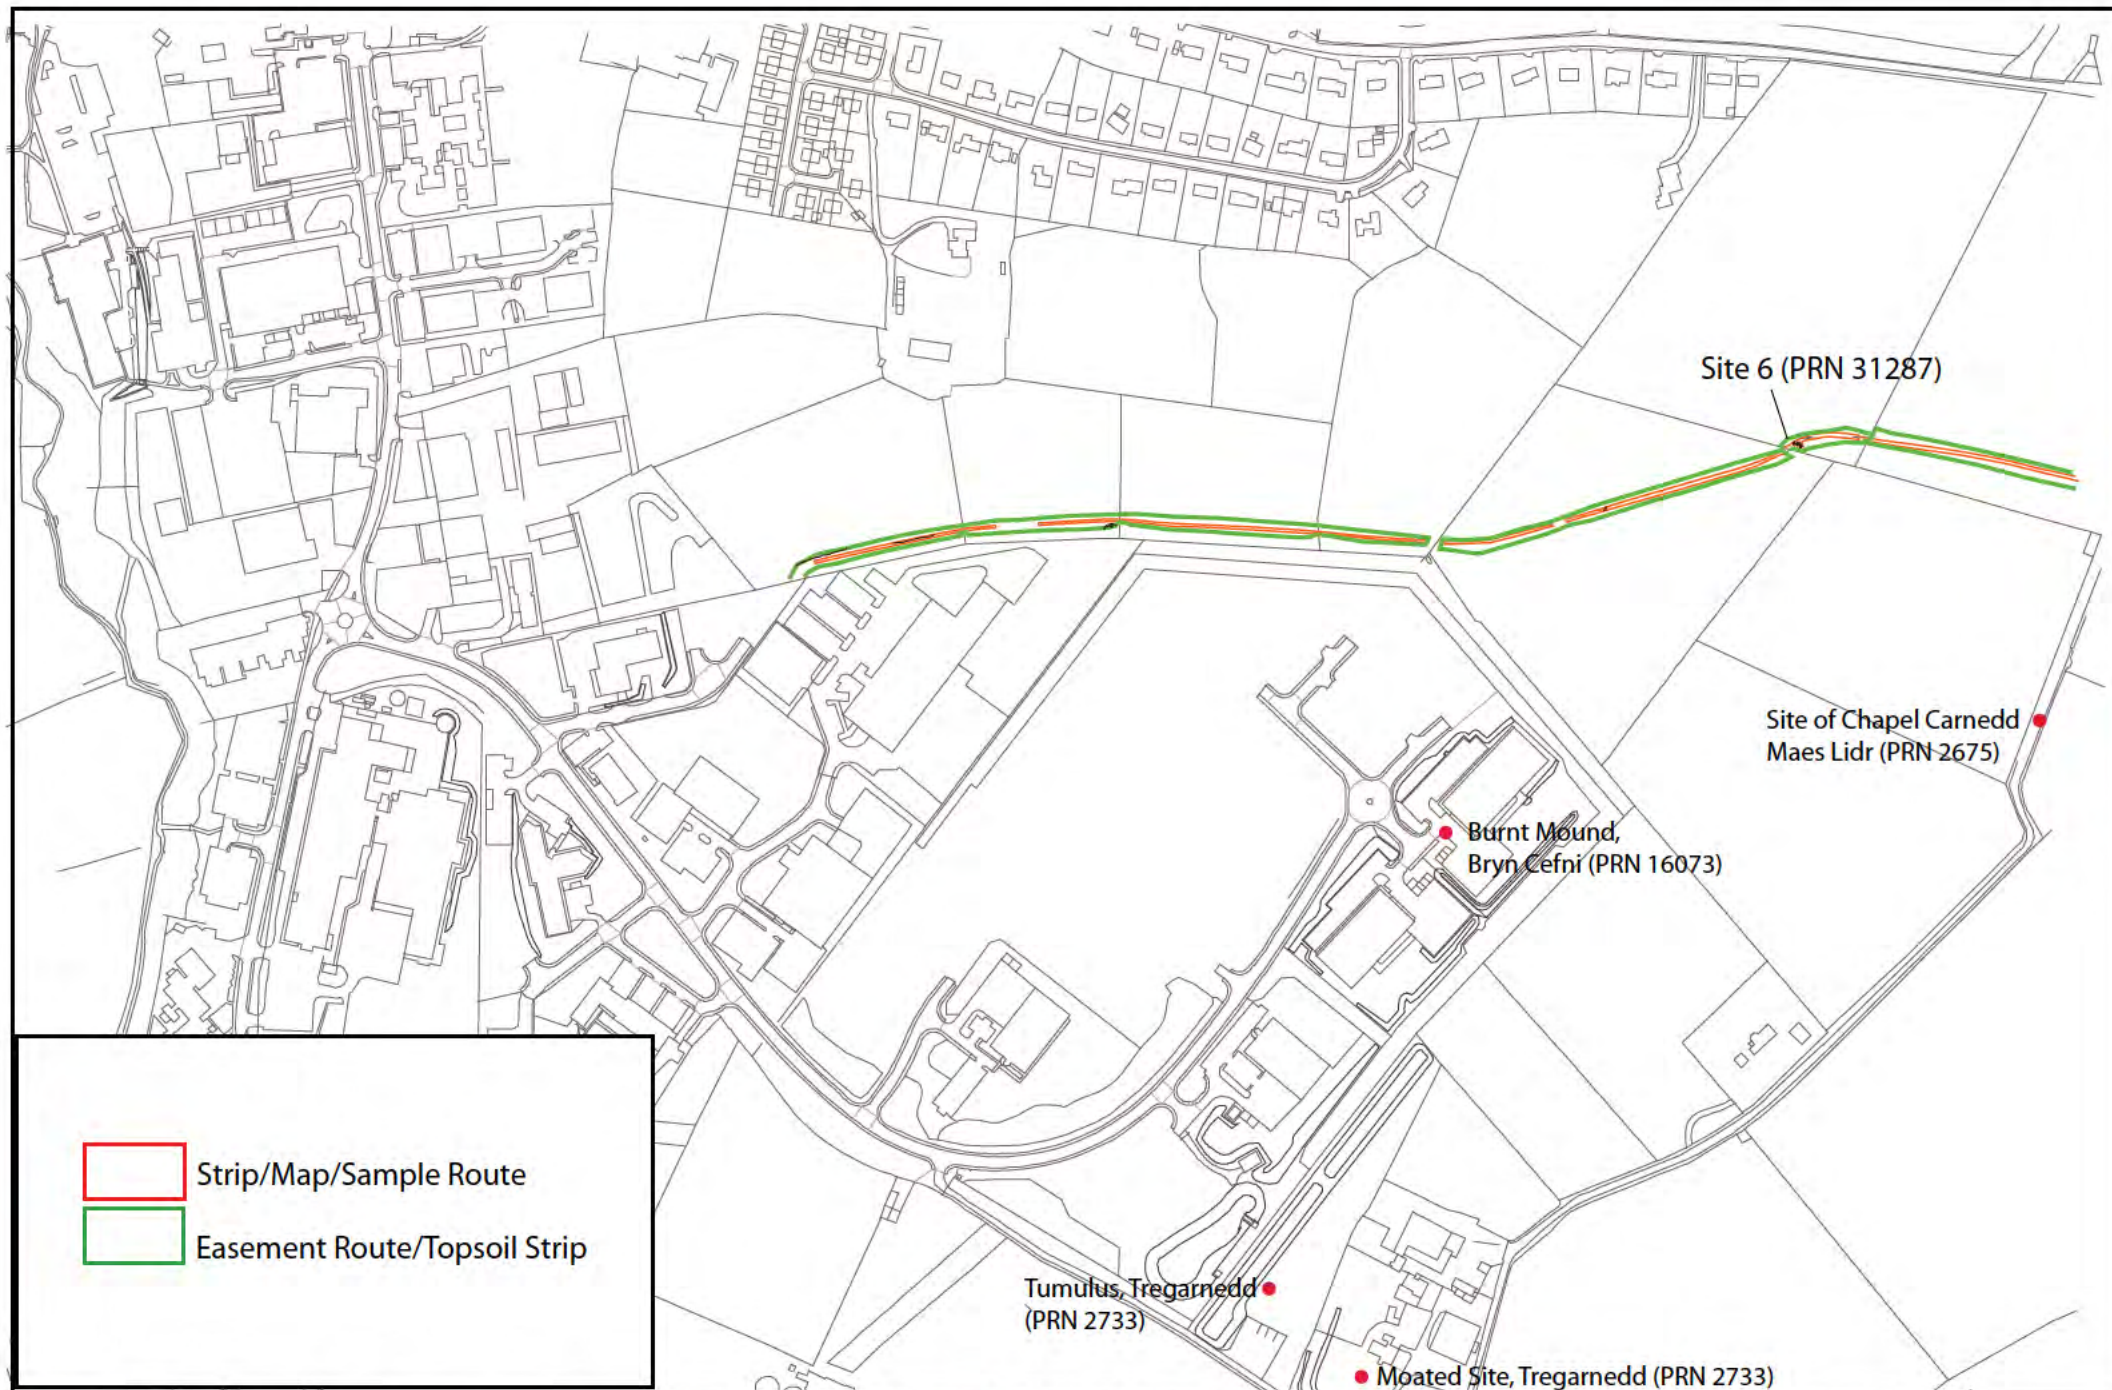 Site 6 (PRN 31287)
Site of Chapel Carnedd
Maes Lidr (PRN 2675)
Burnt Mound,
Bryn Cefni (PRN 16073)
Strip/Map/Sample Route
Easement Route/Topsoil Strip
Tumulus, Tregarnedd
(PRN 2733)
Moated Site, Tregarnedd (PRN 2733)